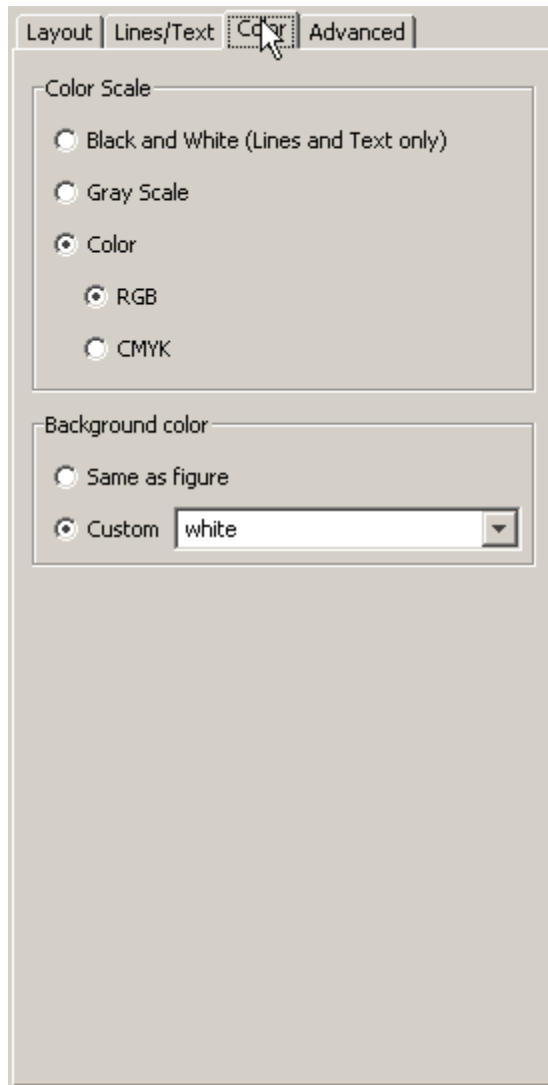 Layout Lines/Text Color Advanced
Color Scale
Black and White (Lines and Text only)
Gray Scale
Color
RGB
CMYK
Background color
Same as figure
Custom white